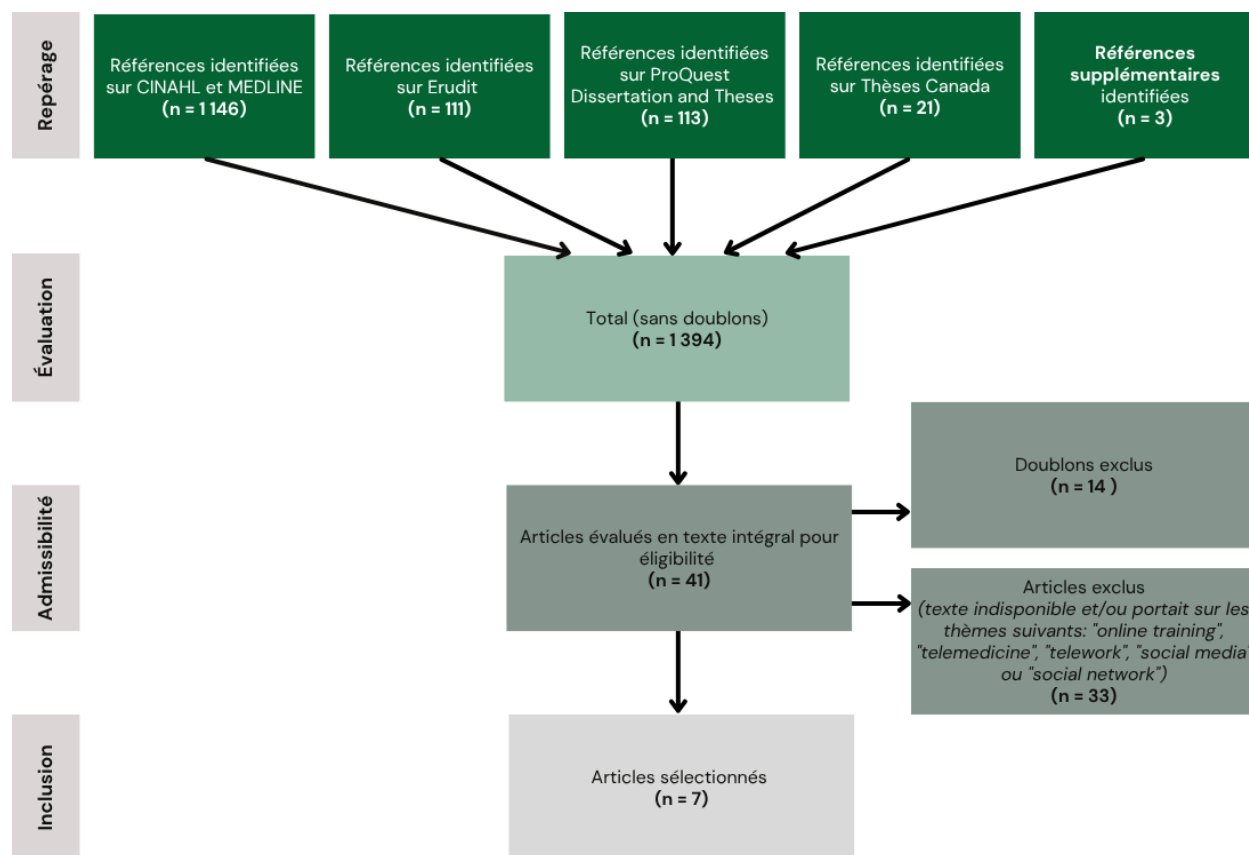 Repérage
Références identifiées
sur CINAHL et MEDLINE
(n = 1 146)
Références identifiées
sur Erudit
(n = 111)
Références identifiées
sur ProQuest
Dissertation and Theses
(n = 113)
Références identifiées
sur Thèses Canada
(n = 21)
Références
supplémentaires
identifiées
(n = 3)
Évaluation
Total (sans doublons)
(n = 1 394)
Admissibilité
Articles évalués en texte intégral pour
éligibilité
(n = 41)
Doublons exclus
(n = 14 )
Articles exclus
(texte indisponible et/ou portait sur les
thèmes suivants: "online training",
"telemedicine", "telework", "social media"
ou "social network")
(n = 33)
Inclusion
Articles sélectionnés
(n = 7)